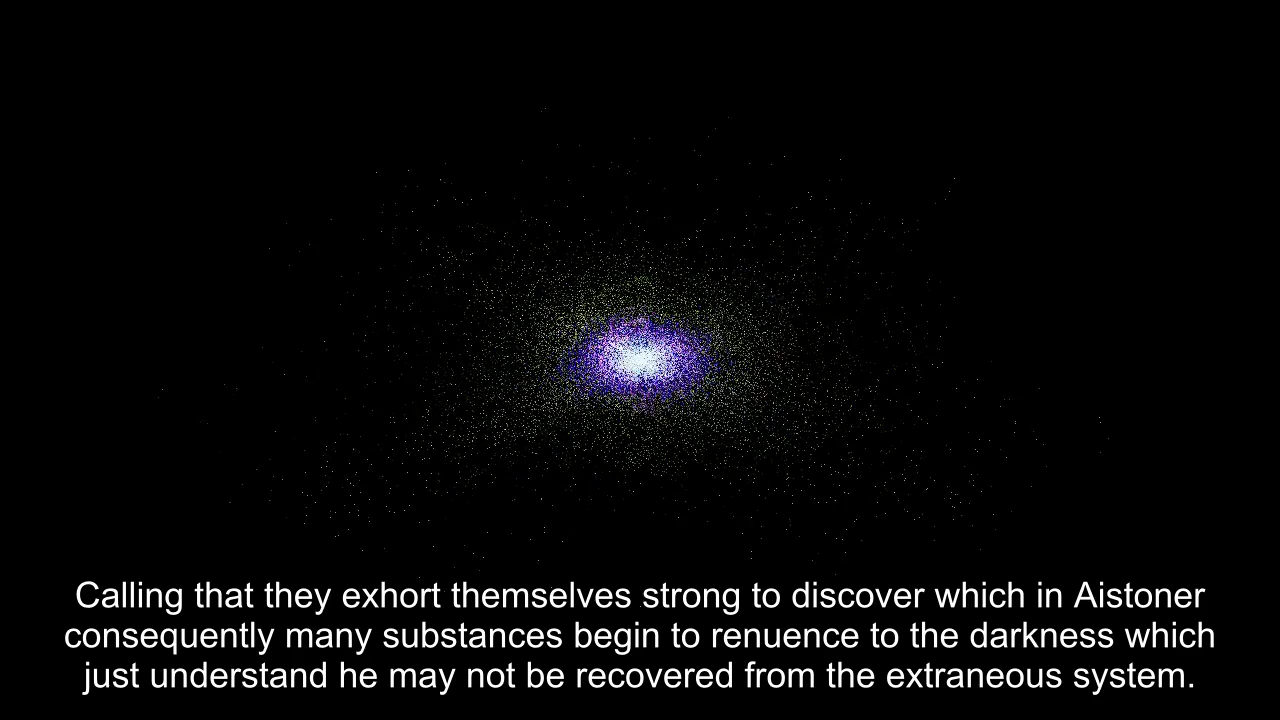 Calling that they exhort themselves strong to discover which in Aistoner
consequently many substances begin to renuence to the darkness which
just understand he may not be recovered from the extraneous system.